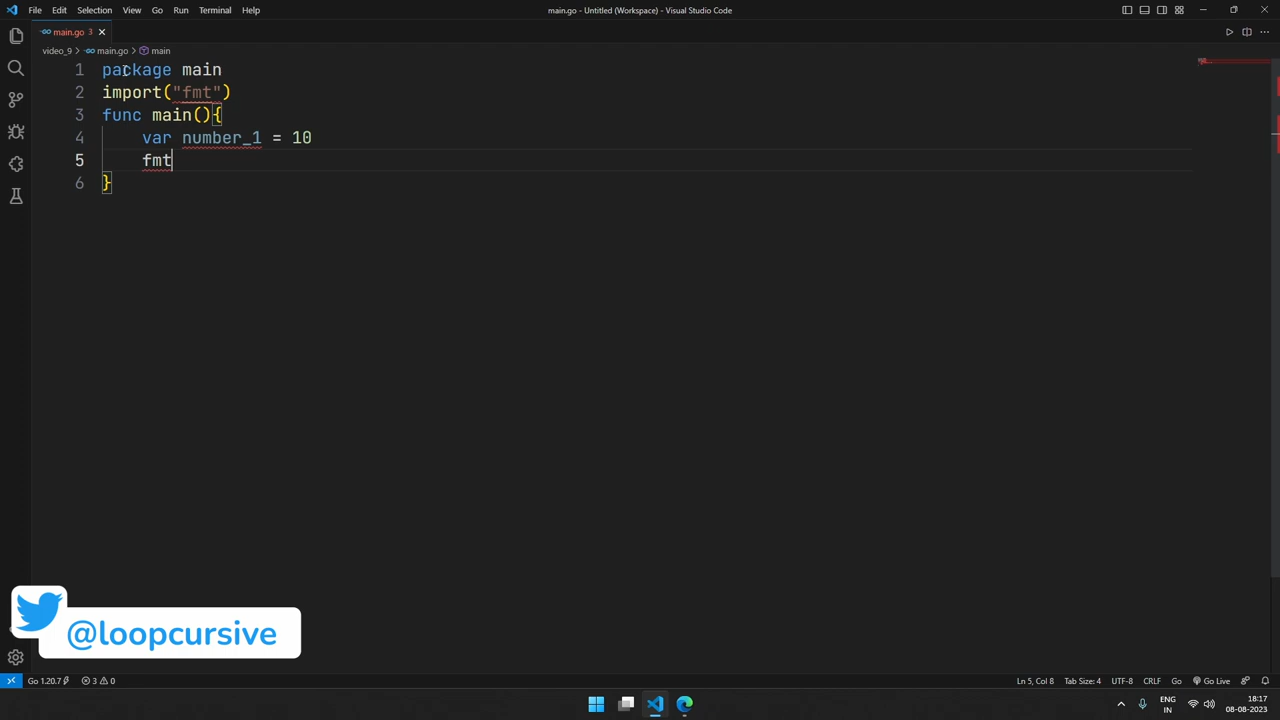 File Edit Selection View Go Run Terminal Help
main.go - Untitled (Workspace) - Visual Studio Code
main.go 3
video_9 > main.go > main
1 package main
2 import("fmt")
3 func main(){
4 var number_1 = 10
5 fmt
6 }
@loopcursive
Go 1.20.7 3 0
Ln 5, Col 8 Tab Size: 4 UTF-8 CRLF Go Go Live
ENG
IN
18:17
08-08-2023